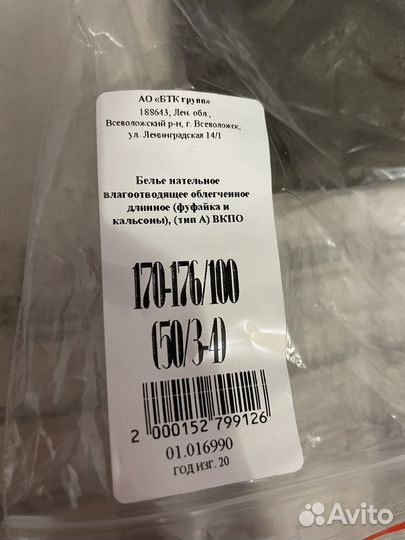 АО «БТК групп»
188643, Лен. обл.,
Всеволожский р-н, г. Всеволожск,
ул. Ленинградская 14/1
Белье нательное
влагоотводящее облегченное
длинное (фуфайка и
кальсоны), (тип А) ВКПО
170-176/100
(50/3-4)
2 000152 799126
01.016990
ГОД ИЗГ. 20
Avito